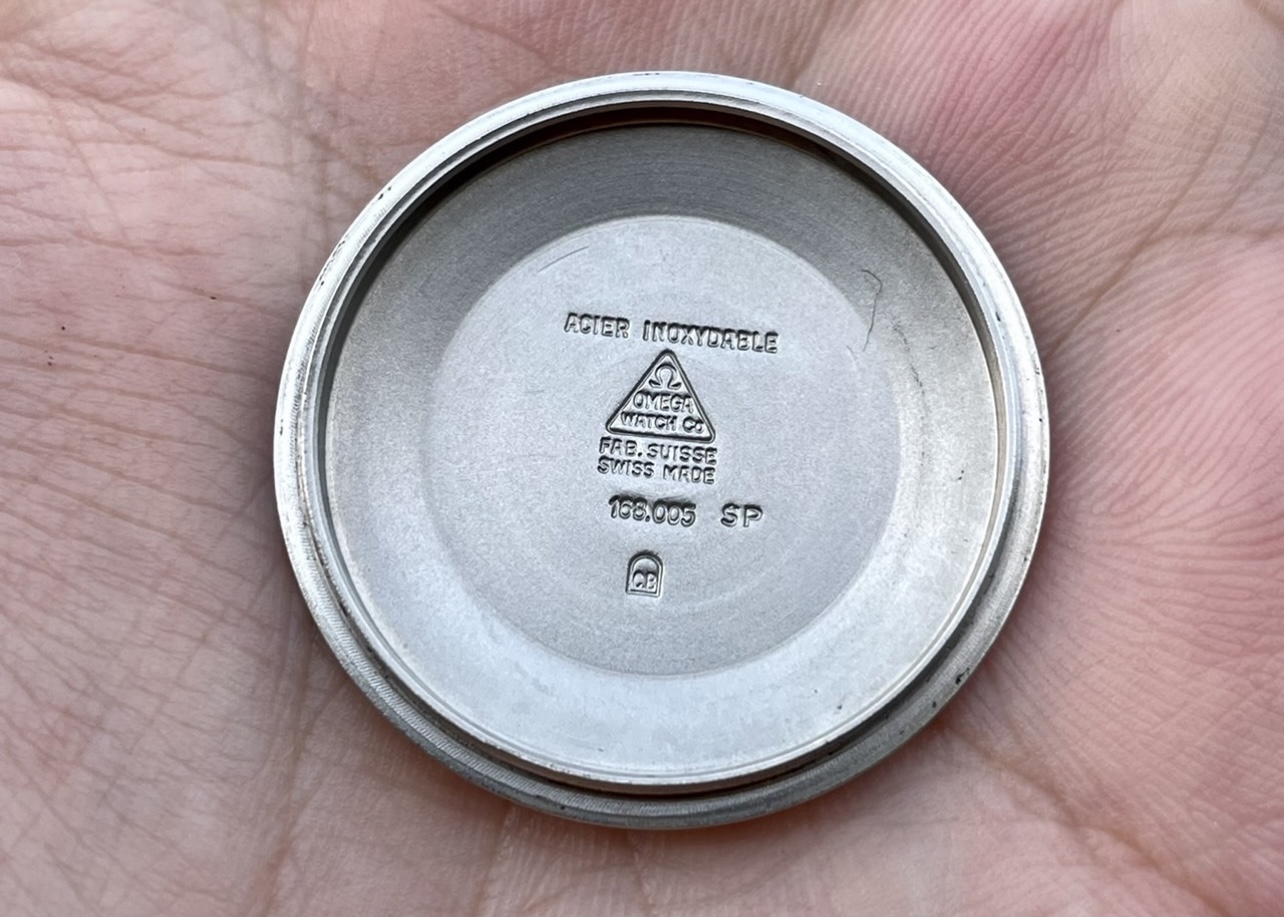 ACIER INOXYDABLE
Ω
OMEGA
WATCH Co
FAB. SUISSE
SWISS MADE
168.005 SP
CB